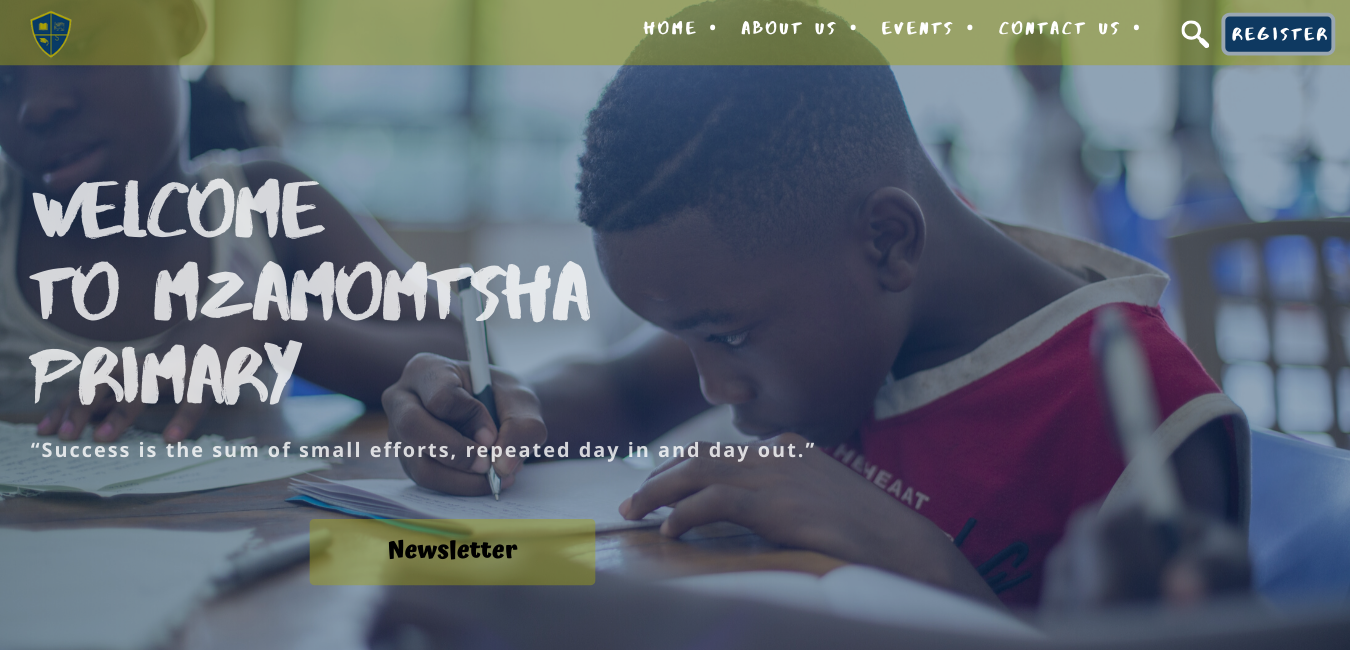 HOME •
ABOUT US •
EVENTS •
CONTACT US •
REGISTER
WELCOME
TO MZAMOMTSHA
PRIMARY
“Success is the sum of small efforts, repeated day in and day out.”
HEMEAAT
Newsletter